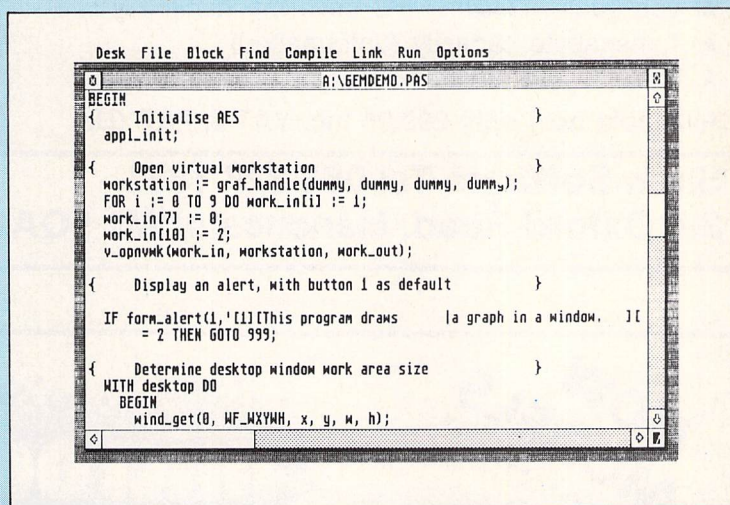 Desk File Block Find Compile Link Run Options
A:\GEMDEMO.PAS
BEGIN
{ Initialise AES }
appl_init;
{ Open virtual workstation }
workstation := graf_handle(dummy, dummy, dummy, dummy);
FOR i := 0 TO 9 DO work_in[i] := 1;
work_in[7] := 0;
work_in[10] := 2;
v_opnvwk(work_in, workstation, work_out);
{ Display an alert, with button 1 as default }
IF form_alert(1,'[1][This program draws |a graph in a window. ][
= 2 THEN GOTO 999;
{ Determine desktop window work area size }
WITH desktop DO
BEGIN
wind_get(0, WF_WXYWH, x, y, w, h);